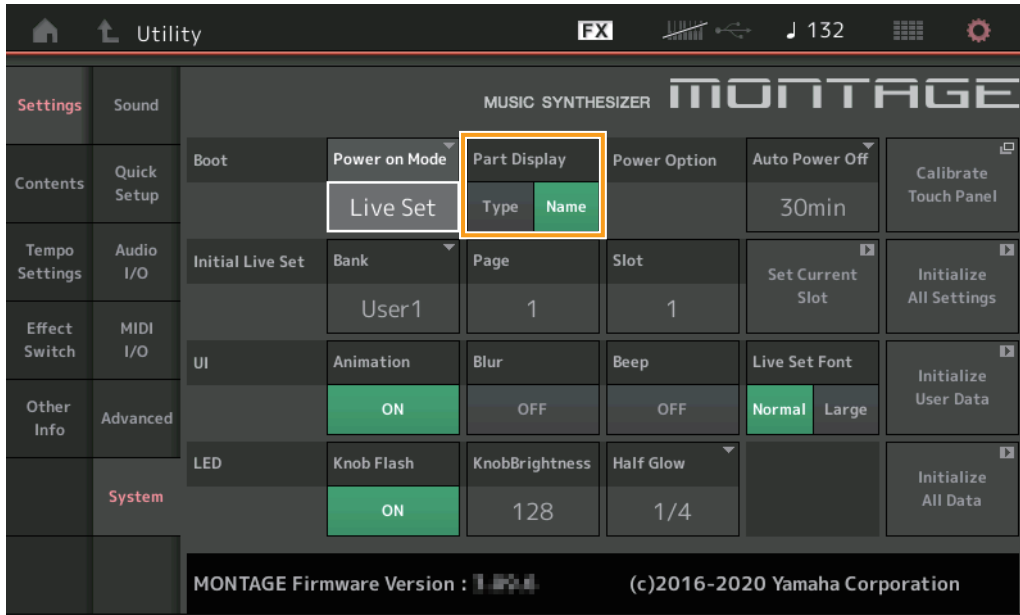 Utility
FX
132
Settings
Sound
MUSIC SYNTHESIZER MONTAGE
Boot
Power on Mode
Live Set
Part Display
Type
Name
Power Option
Auto Power Off
30min
Calibrate
Touch Panel
Contents
Quick
Setup
Tempo
Settings
Audio
I/O
Initial Live Set
Bank
User1
Page
1
Slot
1
Set Current
Slot
Initialize
All Settings
Effect
Switch
MIDI
I/O
UI
Animation
ON
Blur
OFF
Beep
OFF
Live Set Font
Normal
Large
Initialize
User Data
Other
Info
Advanced
LED
Knob Flash
ON
KnobBrightness
128
Half Glow
1/4
Initialize
All Data
System
MONTAGE Firmware Version :
(c)2016-2020 Yamaha Corporation